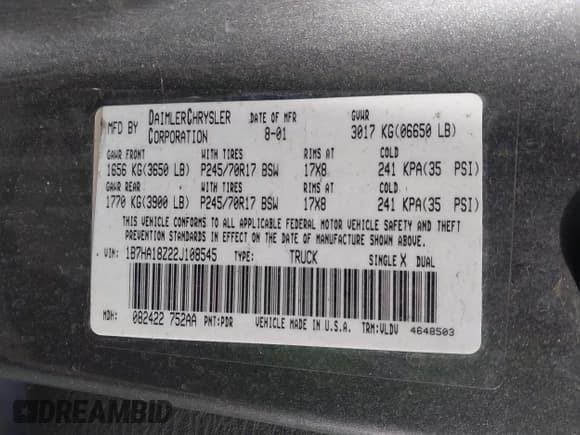 MFD BY DAIMLERCHRYSLER CORPORATION DATE OF MFR 8-01 GVWR 3017 KG(06650 LB)
GAWR FRONT WITH TIRES RIMS AT COLD
1656 KG(3650 LB) P245/70R17 BSW 17X8 241 KPA(35 PSI)
GAWR REAR WITH TIRES RIMS AT COLD
1770 KG(3900 LB) P245/70R17 BSW 17X8 241 KPA(35 PSI)
THIS VEHICLE CONFORMS TO ALL APPLICABLE FEDERAL MOTOR VEHICLE SAFETY AND THEFT
PREVENTION STANDARDS IN EFFECT ON THE DATE OF MANUFACTURE SHOWN ABOVE.
VIN: 1B7HA18Z22J108545 TYPE: TRUCK SINGLE X DUAL
MDH: 082422 752AA PNT:PDR VEHICLE MADE IN U.S.A. TRM:VLDV 4648503
DREAMBID